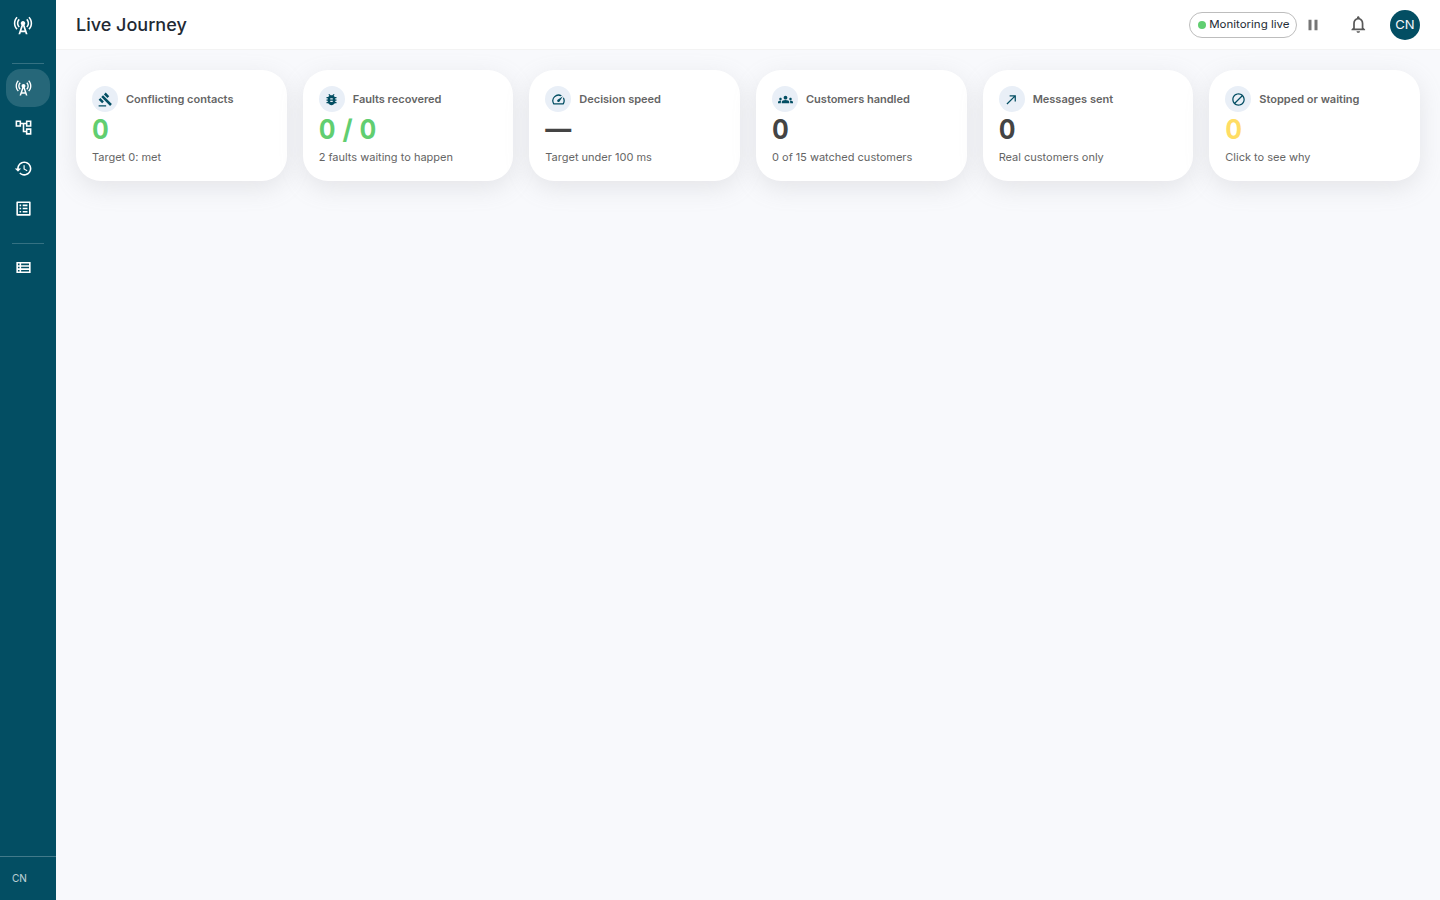 Live Journey
Monitoring live
CN
Conflicting contacts
0
Target 0: met
Faults recovered
0 / 0
2 faults waiting to happen
Decision speed
—
Target under 100 ms
Customers handled
0
0 of 15 watched customers
Messages sent
0
Real customers only
Stopped or waiting
0
Click to see why
CN